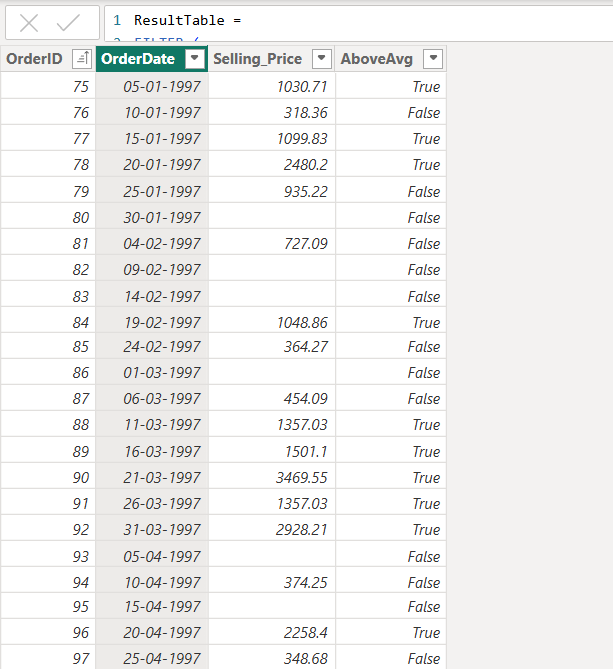 1 ResultTable =
OrderID OrderDate Selling_Price AboveAvg
75 05-01-1997 1030.71 True
76 10-01-1997 318.36 False
77 15-01-1997 1099.83 True
78 20-01-1997 2480.2 True
79 25-01-1997 935.22 False
80 30-01-1997 False
81 04-02-1997 727.09 False
82 09-02-1997 False
83 14-02-1997 False
84 19-02-1997 1048.86 True
85 24-02-1997 364.27 False
86 01-03-1997 False
87 06-03-1997 454.09 False
88 11-03-1997 1357.03 True
89 16-03-1997 1501.1 True
90 21-03-1997 3469.55 True
91 26-03-1997 1357.03 True
92 31-03-1997 2928.21 True
93 05-04-1997 False
94 10-04-1997 374.25 False
95 15-04-1997 False
96 20-04-1997 2258.4 True
97 25-04-1997 348.68 False